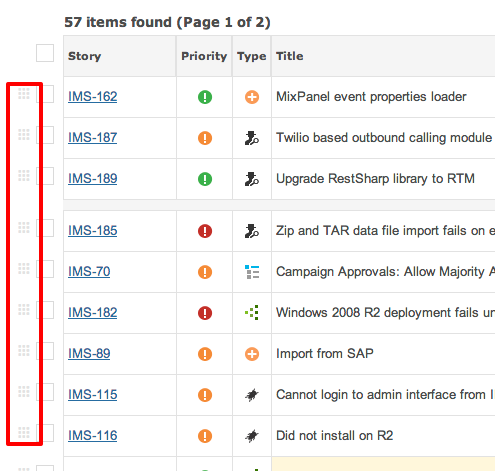 57 items found (Page 1 of 2)
Story Priority Type Title
IMS-162 MixPanel event properties loader
IMS-187 Twilio based outbound calling module
IMS-189 Upgrade RestSharp library to RTM
IMS-185 Zip and TAR data file import fails on e
IMS-70 Campaign Approvals: Allow Majority A
IMS-182 Windows 2008 R2 deployment fails un
IMS-89 Import from SAP
IMS-115 Cannot login to admin interface from I
IMS-116 Did not install on R2